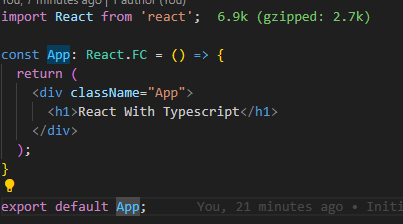 You, 7 minutes ago | 1 author (You)
import React from 'react';  6.9k (gzipped: 2.7k)
const App: React.FC = () => {
  return (
    <div className="App">
      <h1>React With Typescript</h1>
    </div>
  );
}
export default App;     You, 21 minutes ago • Initi